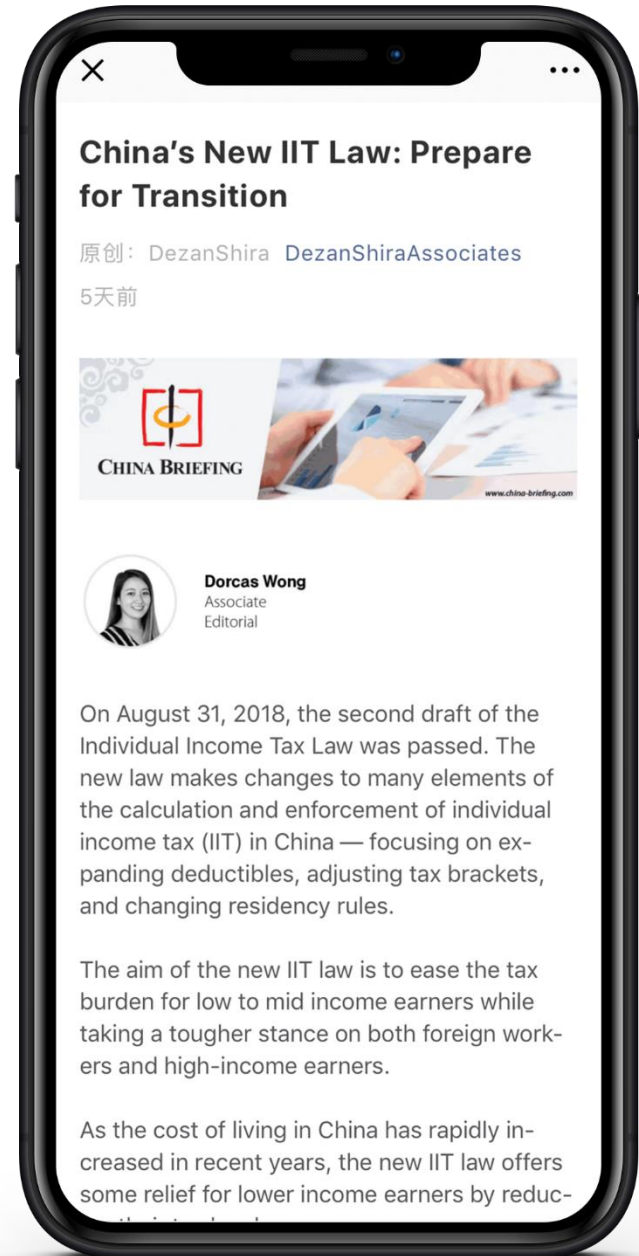 China's New IIT Law: Prepare
for Transition
原创： DezanShira DezanShiraAssociates
5天前
CHINA BRIEFING
www.china-briefing.com
Dorcas Wong
Associate
Editorial
On August 31, 2018, the second draft of the
Individual Income Tax Law was passed. The
new law makes changes to many elements of
the calculation and enforcement of individual
income tax (IIT) in China — focusing on ex-
panding deductibles, adjusting tax brackets,
and changing residency rules.
The aim of the new IIT law is to ease the tax
burden for low to mid income earners while
taking a tougher stance on both foreign work-
ers and high-income earners.
As the cost of living in China has rapidly in-
creased in recent years, the new IIT law offers
some relief for lower income earners by reduc-